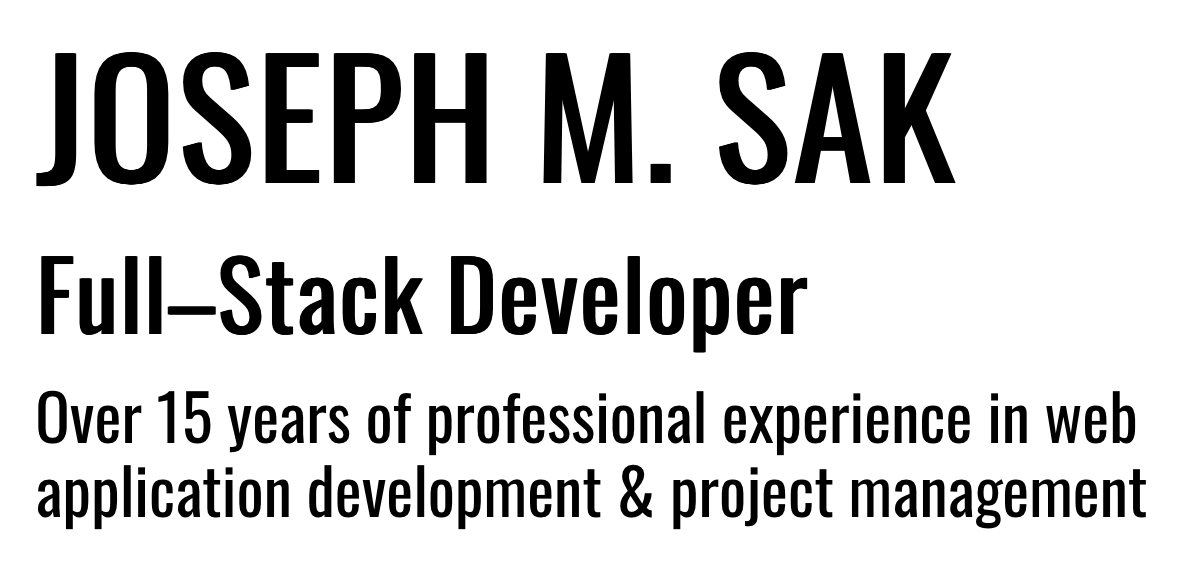 JOSEPH M. SAK
Full–Stack Developer
Over 15 years of professional experience in web
application development & project management